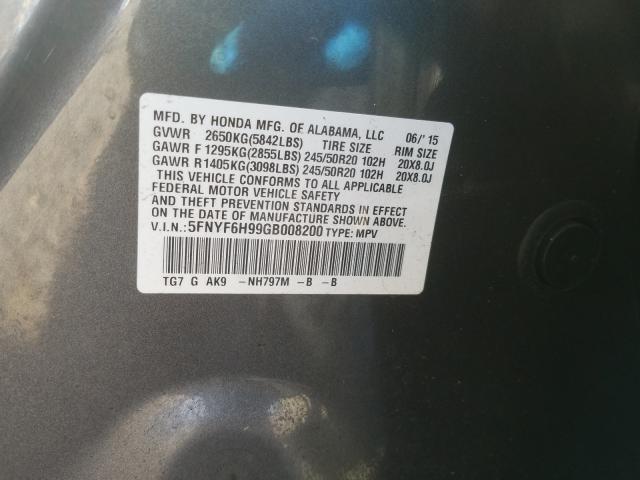 MFD. BY HONDA MFG. OF ALABAMA, LLC 06/'15
GVWR 2650KG(5842LBS) TIRE SIZE RIM SIZE
GAWR F 1295KG(2855LBS) 245/50R20 102H 20X8.0J
GAWR R1405KG(3098LBS) 245/50R20 102H 20X8.0J
THIS VEHICLE CONFORMS TO ALL APPLICABLE
FEDERAL MOTOR VEHICLE SAFETY
AND THEFT PREVENTION STANDARDS IN EFFECT
ON THE DATE OF MANUFACTURE SHOWN ABOVE.
V.I.N.: 5FNYF6H99GB008200 TYPE: MPV
TG7 G AK9 -NH797M -B -B